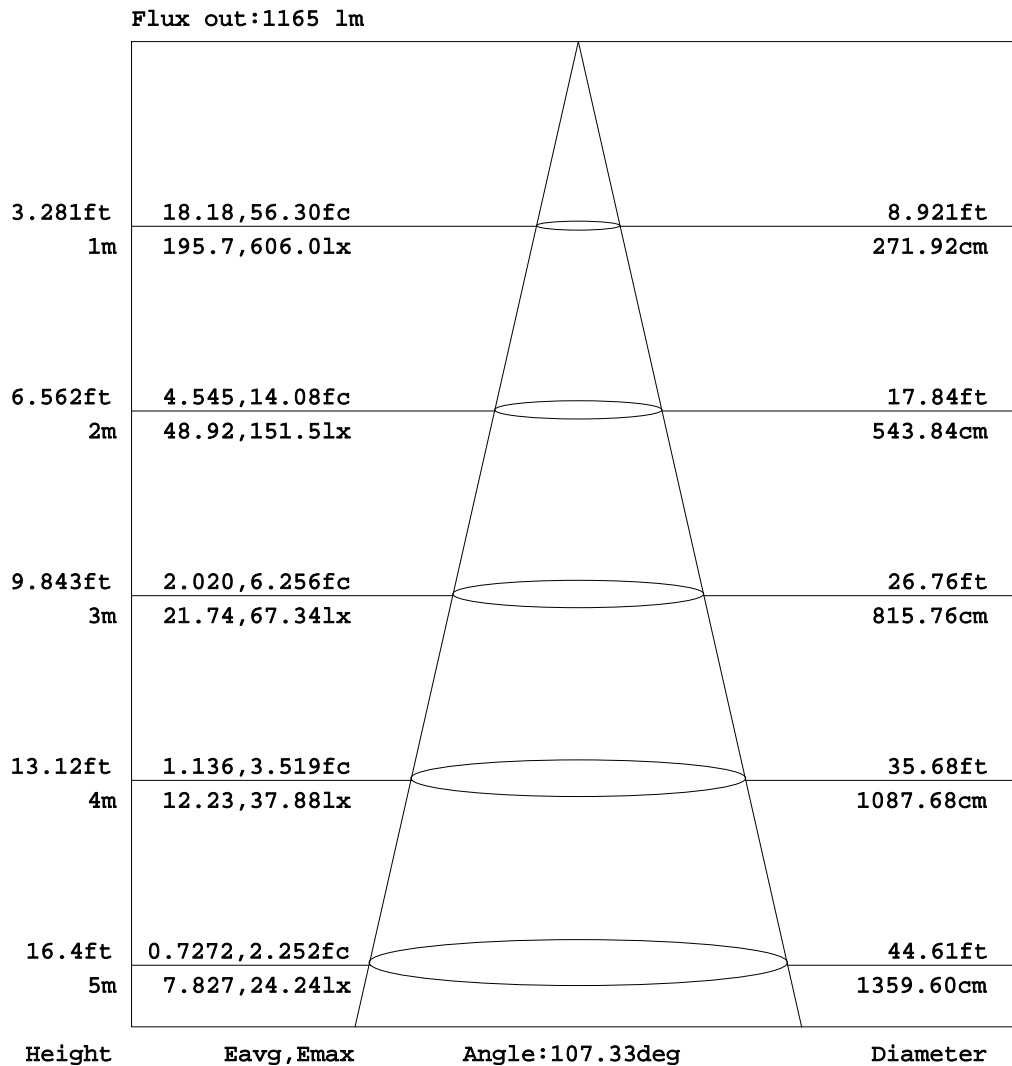 Flux out:1165 lm
3.281ft 18.18,56.30fc 8.921ft
1m 195.7,606.0lx 271.92cm
6.562ft 4.545,14.08fc 17.84ft
2m 48.92,151.5lx 543.84cm
9.843ft 2.020,6.256fc 26.76ft
3m 21.74,67.34lx 815.76cm
13.12ft 1.136,3.519fc 35.68ft
4m 12.23,37.88lx 1087.68cm
16.4ft 0.7272,2.252fc 44.61ft
5m 7.827,24.24lx 1359.60cm
Height Eavg,Emax Angle:107.33deg Diameter